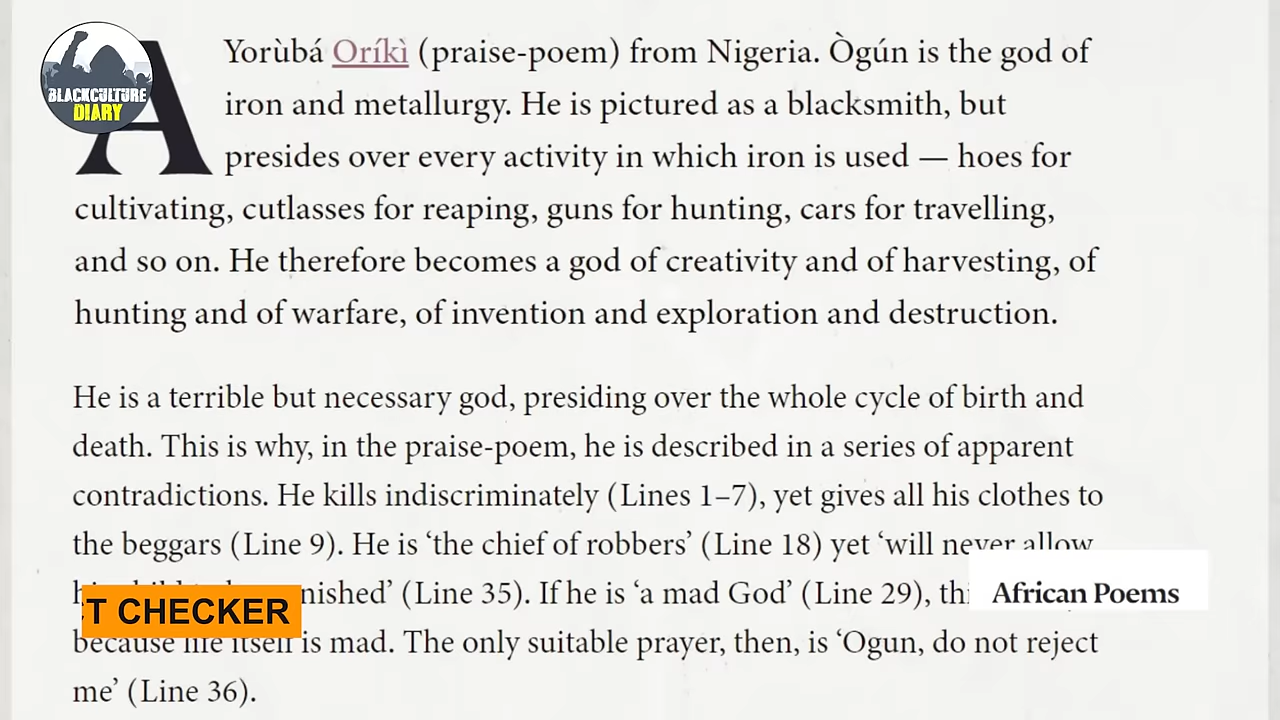 BLACKCULTURE
DIARY
A Yorùbá Oríkì (praise-poem) from Nigeria. Ògún is the god of
iron and metallurgy. He is pictured as a blacksmith, but
presides over every activity in which iron is used — hoes for
cultivating, cutlasses for reaping, guns for hunting, cars for travelling,
and so on. He therefore becomes a god of creativity and of harvesting, of
hunting and of warfare, of invention and exploration and destruction.
He is a terrible but necessary god, presiding over the whole cycle of birth and
death. This is why, in the praise-poem, he is described in a series of apparent
contradictions. He kills indiscriminately (Lines 1–7), yet gives all his clothes to
the beggars (Line 9). He is ‘the chief of robbers’ (Line 18) yet ‘will never allow
nished’ (Line 35). If he is ‘a mad God’ (Line 29), thi
T CHECKER
African Poems
because life itself is mad. The only suitable prayer, then, is ‘Ogun, do not reject
me’ (Line 36).